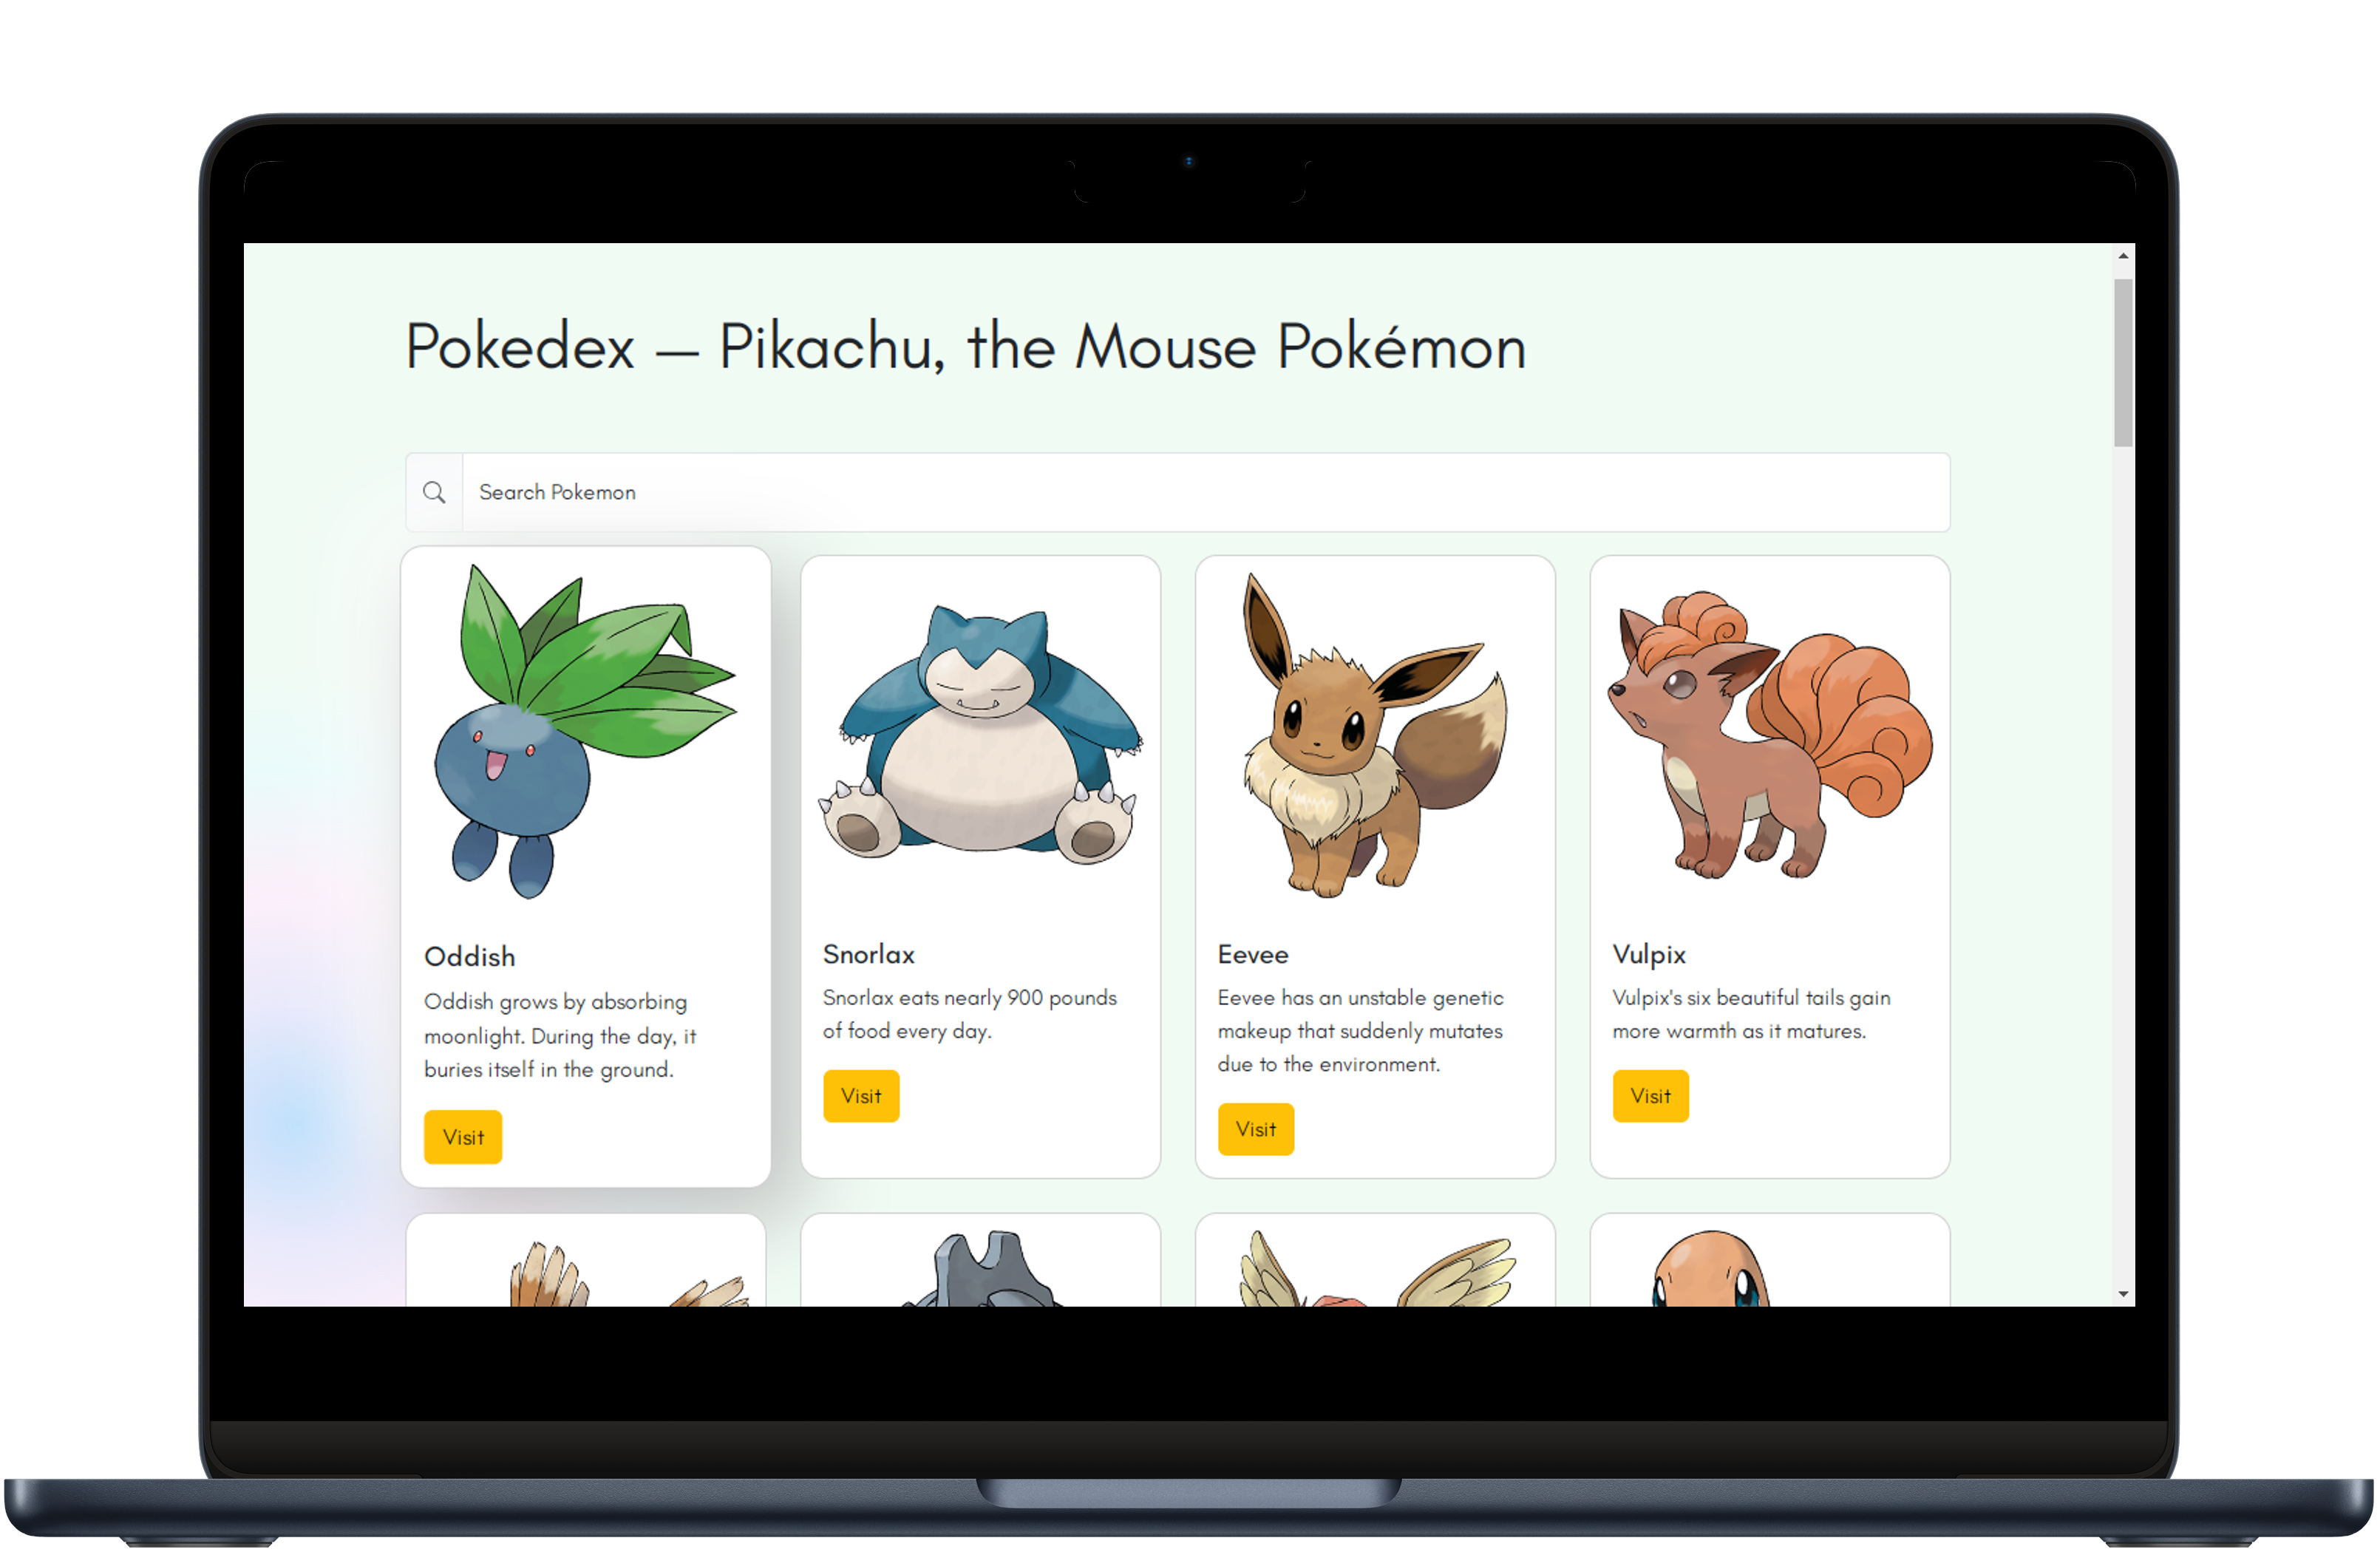 Pokedex — Pikachu, the Mouse Pokémon
Search Pokemon
Oddish
Oddish grows by absorbing
moonlight. During the day, it
buries itself in the ground.
Visit
Snorlax
Snorlax eats nearly 900 pounds
of food every day.
Visit
Eevee
Eevee has an unstable genetic
makeup that suddenly mutates
due to the environment.
Visit
Vulpix
Vulpix's six beautiful tails gain
more warmth as it matures.
Visit